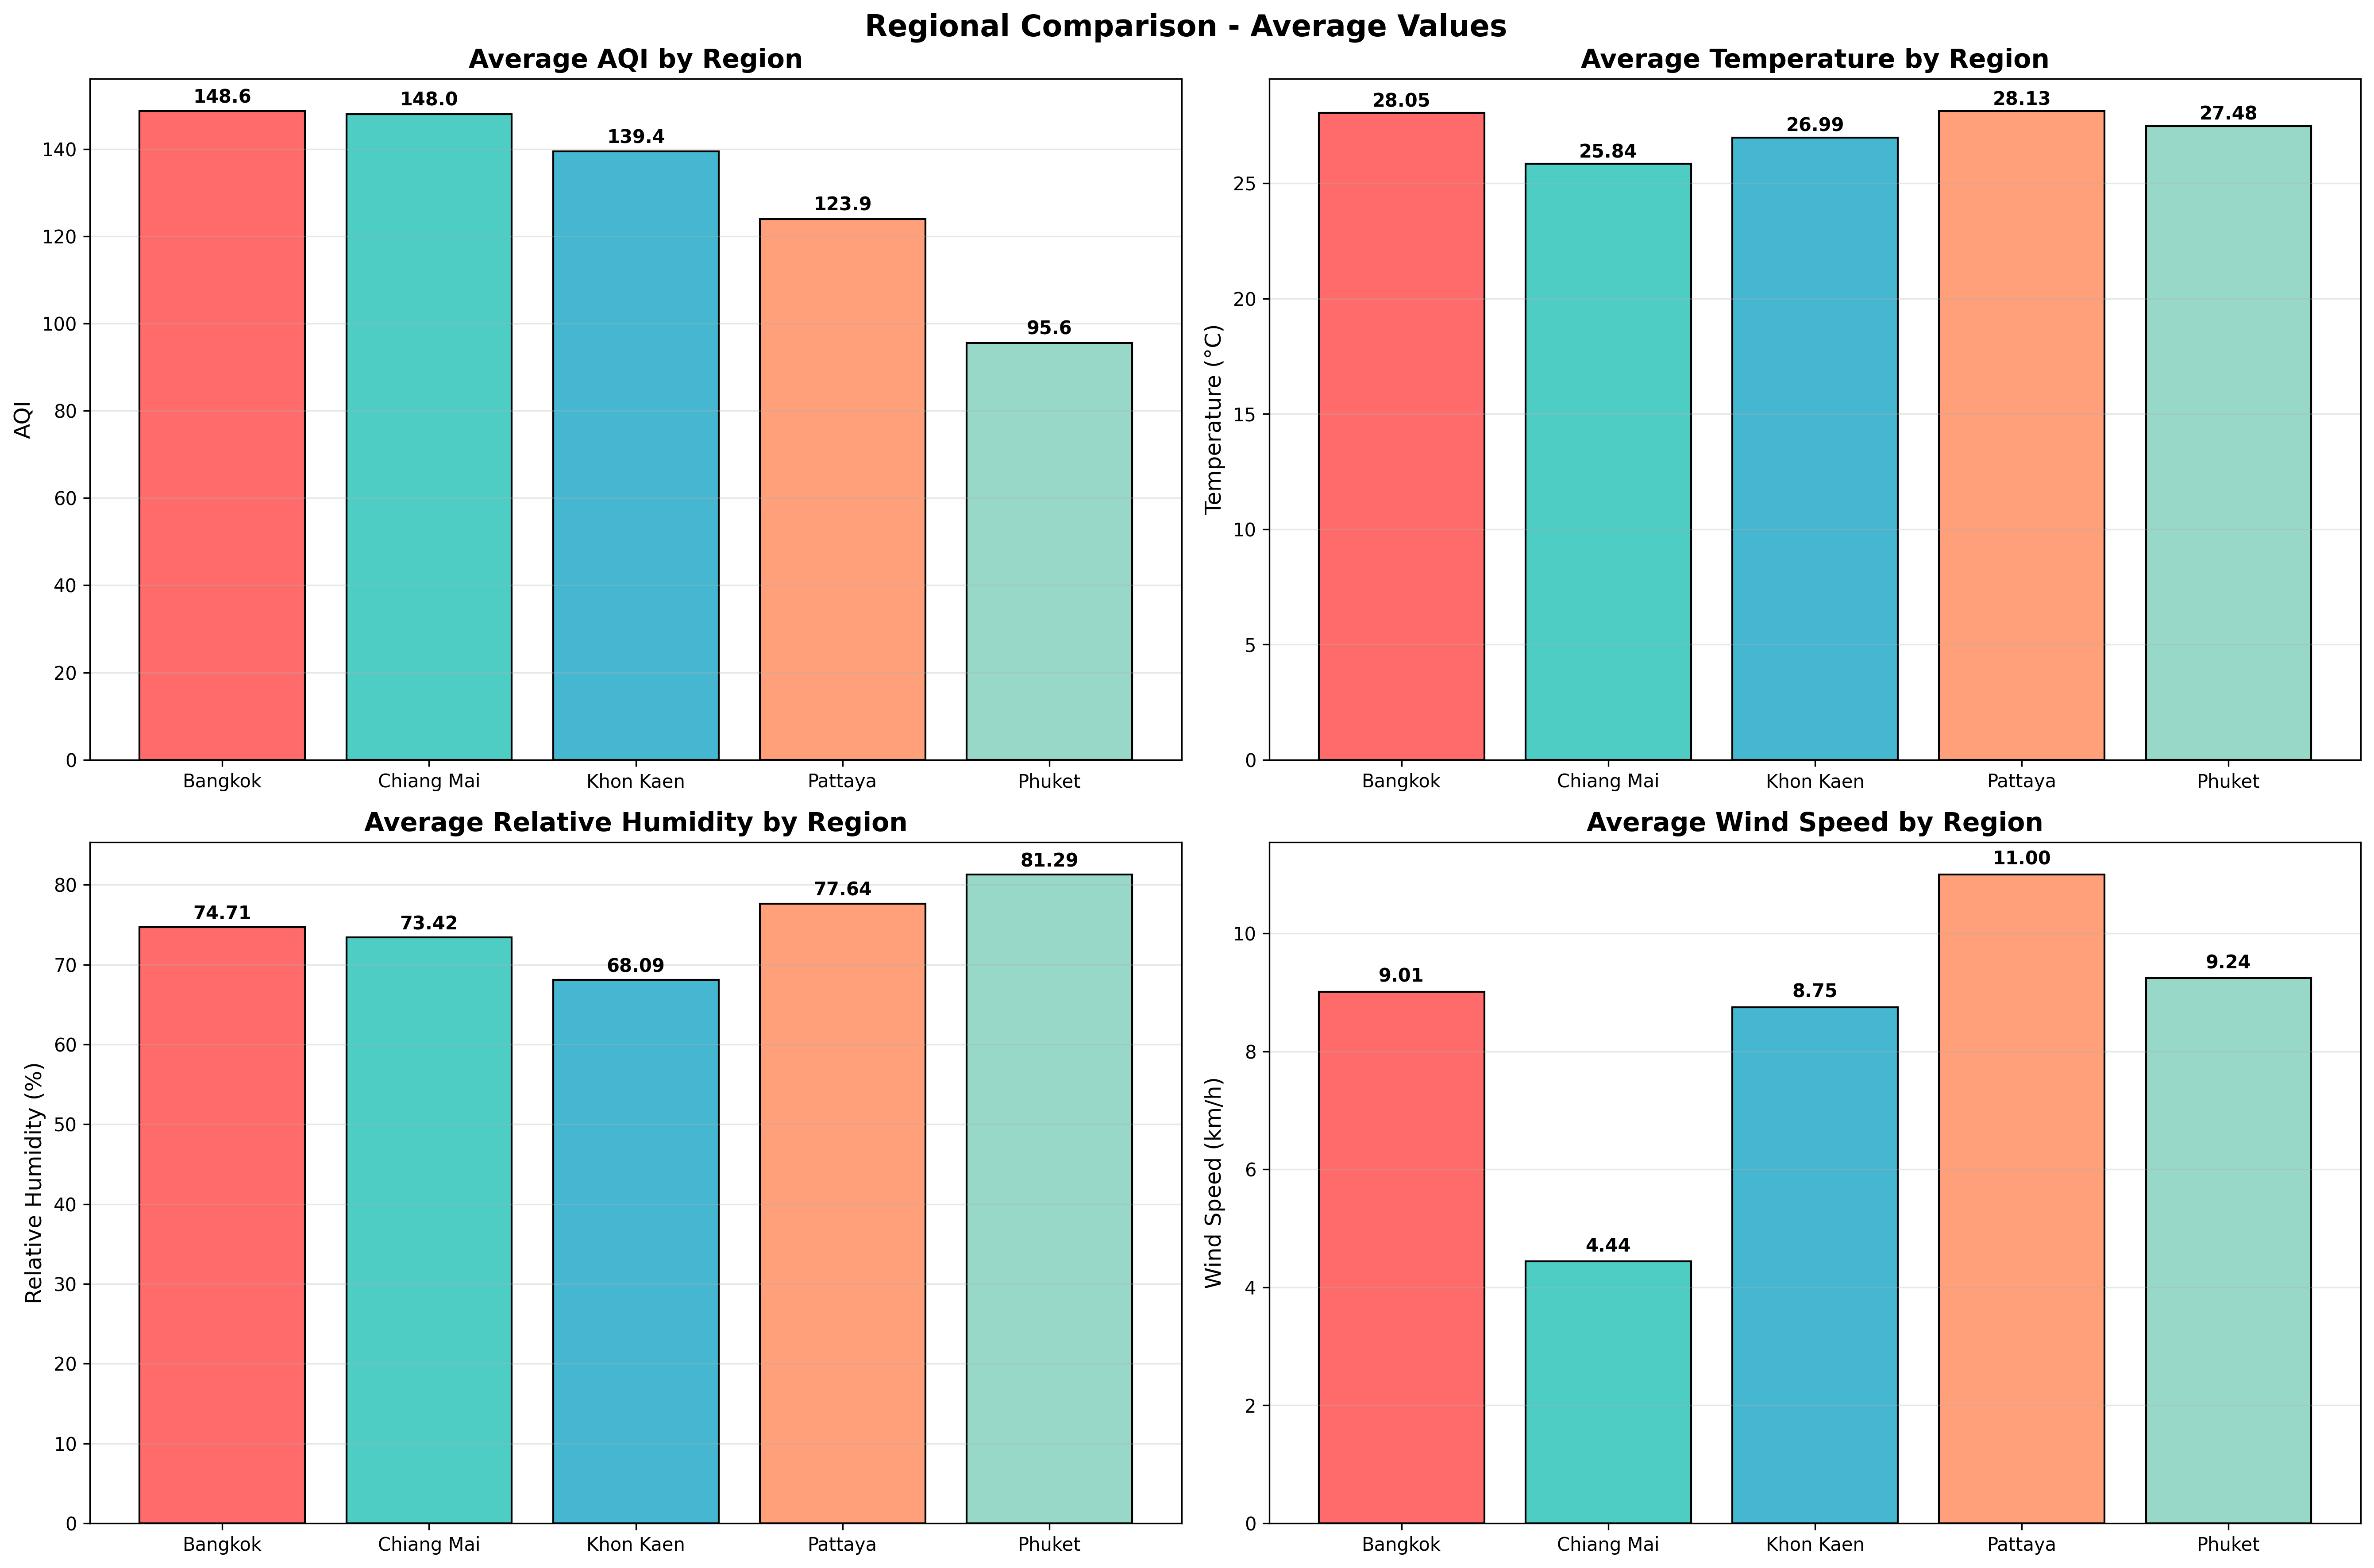 Regional Comparison - Average Values
Average AQI by Region
148.6
148.0
139.4
123.9
95.6
140
120
100
80
60
40
20
0
AQI
Bangkok
Chiang Mai
Khon Kaen
Pattaya
Phuket
Average Temperature by Region
28.05
25.84
26.99
28.13
27.48
25
20
15
10
5
0
Temperature (°C)
Bangkok
Chiang Mai
Khon Kaen
Pattaya
Phuket
Average Relative Humidity by Region
74.71
73.42
68.09
77.64
81.29
80
70
60
50
40
30
20
10
0
Relative Humidity (%)
Bangkok
Chiang Mai
Khon Kaen
Pattaya
Phuket
Average Wind Speed by Region
9.01
4.44
8.75
11.00
9.24
10
8
6
4
2
0
Wind Speed (km/h)
Bangkok
Chiang Mai
Khon Kaen
Pattaya
Phuket